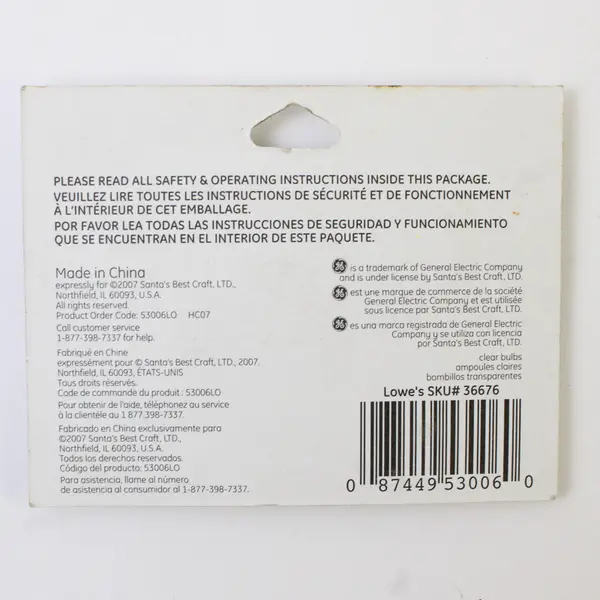 PLEASE READ ALL SAFETY & OPERATING INSTRUCTIONS INSIDE THIS PACKAGE.
VEUILLEZ LIRE TOUTES LES INSTRUCTIONS DE SÉCURITÉ ET DE FONCTIONNEMENT
À L'INTÉRIEUR DE CET EMBALLAGE.
POR FAVOR LEA TODAS LAS INSTRUCCIONES DE SEGURIDAD Y FUNCIONAMIENTO
QUE SE ENCUENTRAN EN EL INTERIOR DE ESTE PAQUETE.
Made in China
expressly for ©2007 Santa's Best Craft, LTD.,
Northfield, IL 60093, U.S.A.
All rights reserved.
Product Order Code: 53006LO HC07
Call customer service
1-877-398-7337 for help.
Fabriqué en Chine
expressément pour © Santa's Best Craft, LTD., 2007.
Northfield, IL 60093, ÉTATS-UNIS
Tous droits réservés.
Code de commande du produit : 53006LO
Pour obtenir de l'aide, téléphonez au service
à la clientéle au 1 877.398-7337.
Fabricado en China exclusivamente para
©2007 Santa's Best Craft, LTD.,
Northfield, IL 60093, U.S.A.
Todos los derechos reservados.
Código del producto: 53006LO
Para asistencia, llame al número
de asistencia al consumidor al 1-877-398-7337.
GE is a trademark of General Electric Company
and is under license by Santa's Best Craft, LTD.
GE est une marque de commerce de la société
General Electric Company et est utilisée
sous licence par Santa's Best Craft, LTD.
GE es una marca registrada de General Electric
Company y se utiliza con licencia
por Santa's Best Craft, LTD.
clear bulbs
ampoules claires
bombillos transparentes
Lowe's SKU# 36676
0 87449 53006 0